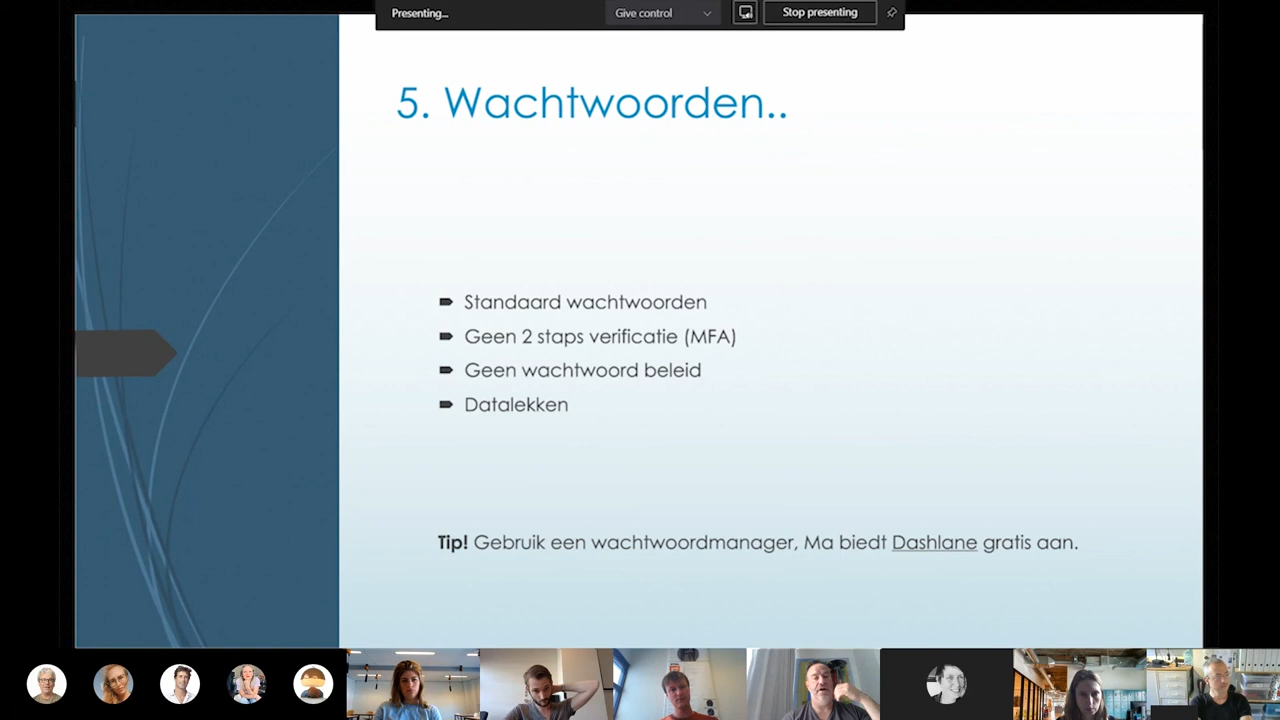 Presenting...
Give control
Stop presenting
5. Wachtwoorden..
Standaard wachtwoorden
Geen 2 staps verificatie (MFA)
Geen wachtwoord beleid
Datalekken
Tip! Gebruik een wachtwoordmanager, Ma biedt Dashlane gratis aan.